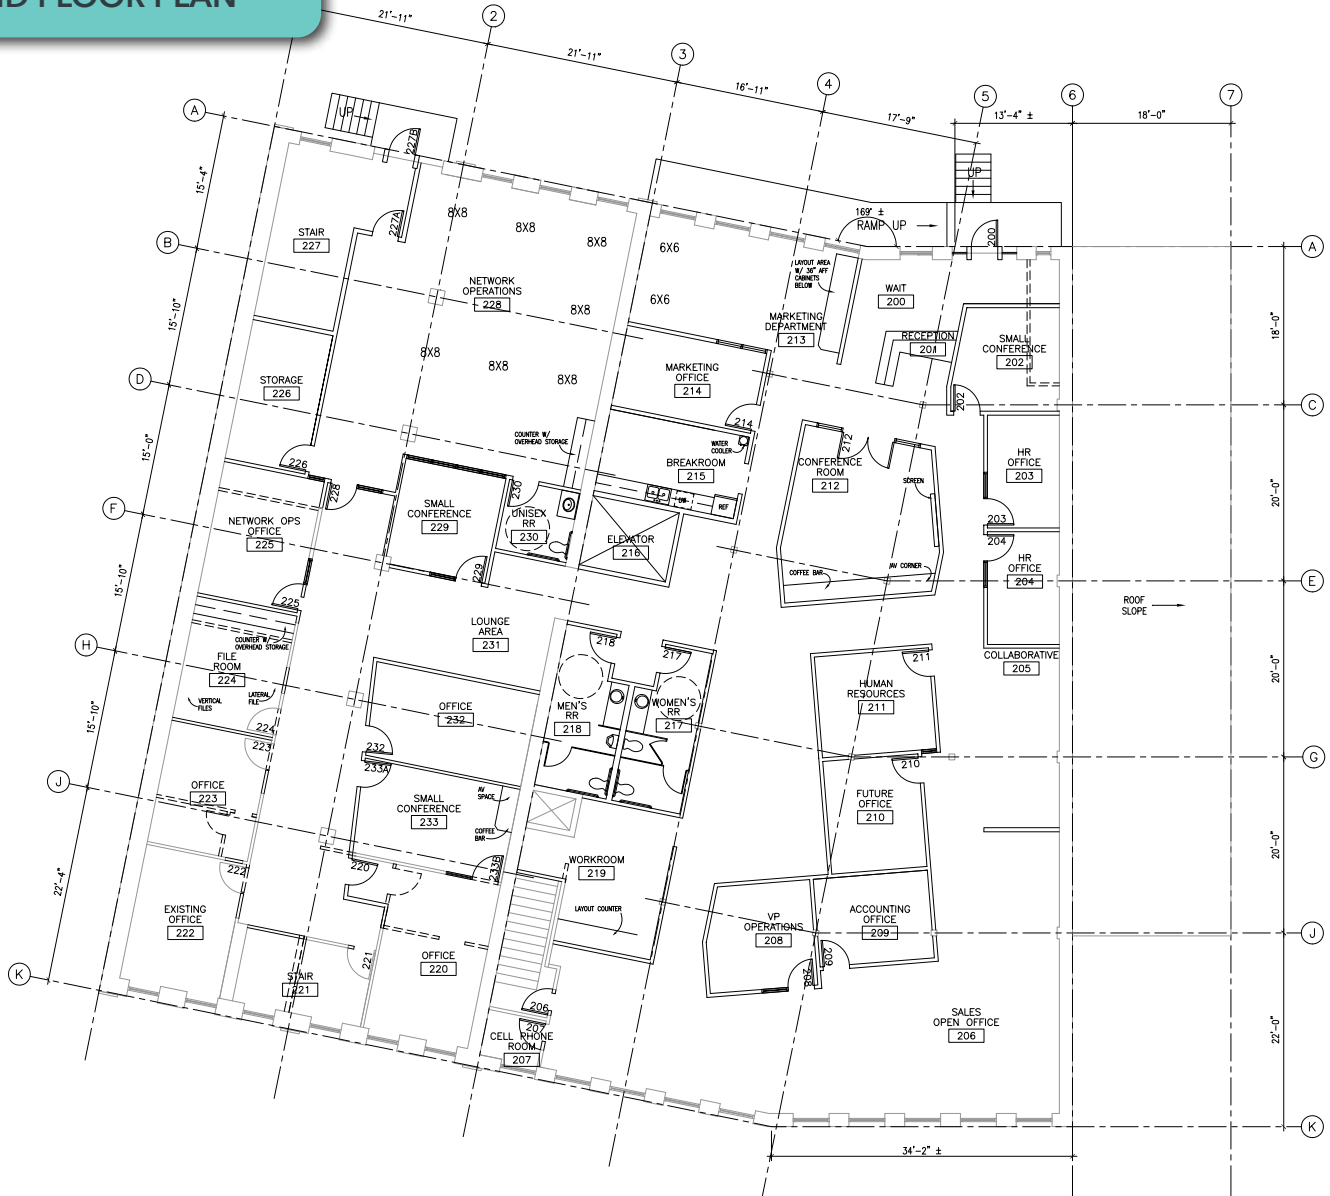 FLOOR PLAN
21'-11"
2
21'-11"
3
16'-11"
4
17'-9"
5
13'-4" ±
6
18'-0"
7
A
15'-4"
B
15'-10"
D
15'-0"
F
15'-10"
H
15'-10"
J
22'-4"
K
UP
227B
227A
STAIR
227
8X8
8X8
8X8
NETWORK
OPERATIONS
228
8X8
8X8
8X8
8X8
6X6
6X6
169' ±
RAMP UP
UP
200
LAYOUT AREA
W/ 36" AFF
CABINETS
BELOW
WAIT
200
MARKETING
DEPARTMENT
213
RECEPTION
201
SMALL
CONFERENCE
202
202
A
18'-0"
C
20'-0"
E
20'-0"
G
20'-0"
J
22'-0"
K
STORAGE
226
226
MARKETING
OFFICE
214
214
COUNTER W/
OVERHEAD STORAGE
WATER
COOLER
BREAKROOM
215
DW
REF
212
CONFERENCE
ROOM
212
SCREEN
COFFEE BAR
AV CORNER
HR
OFFICE
203
203
204
HR
OFFICE
204
ROOF
SLOPE
COLLABORATIVE
205
228
NETWORK OPS
OFFICE
225
225
SMALL
CONFERENCE
229
229
230
UNISEX
RR
230
ELEVATOR
216
LOUNGE
AREA
231
COUNTER W/
OVERHEAD STORAGE
FILE
ROOM
224
VERTICAL
FILES
LATERAL
FILE
224
223
218
217
MEN'S
RR
218
WOMEN'S
RR
217
211
HUMAN
RESOURCES
211
OFFICE
232
232
233A
210
FUTURE
OFFICE
210
OFFICE
223
222
SMALL
CONFERENCE
233
AV
SPACE
COFFEE
BAR
233B
220
WORKROOM
219
LAYOUT COUNTER
EXISTING
OFFICE
222
STAIR
221
221
OFFICE
220
VP
OPERATIONS
208
208
ACCOUNTING
OFFICE
209
209
206
207
CELL PHONE
ROOM
207
SALES
OPEN OFFICE
206
34'-2" ±